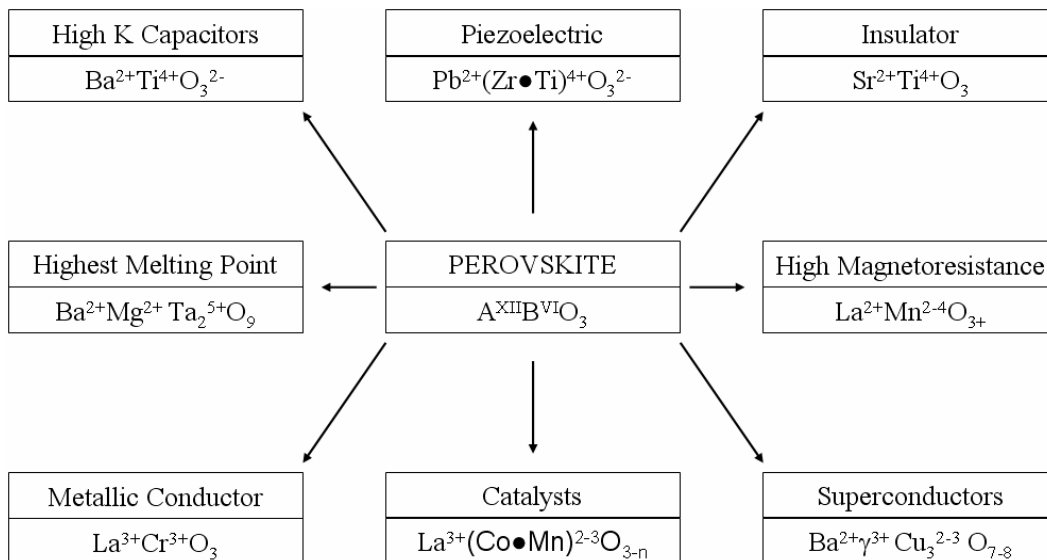 High K Capacitors
Ba²⁺Ti⁴⁺O₃²⁻
Piezoelectric
Pb²⁺(Zr●Ti)⁴⁺O₃²⁻
Insulator
Sr²⁺Ti⁴⁺O₃
Highest Melting Point
Ba²⁺Mg²⁺ Ta₂⁵⁺O₉
PEROVSKITE
AˣᴵᴵBⱽᴵO₃
High Magnetoresistance
La²⁺Mn²⁻⁴O₃₊
Metallic Conductor
La³⁺Cr³⁺O₃
Catalysts
La³⁺(Co●Mn)²⁻³O₃₋ₙ
Superconductors
Ba²⁺γ³⁺ Cu₃²⁻³ O₇₋₈